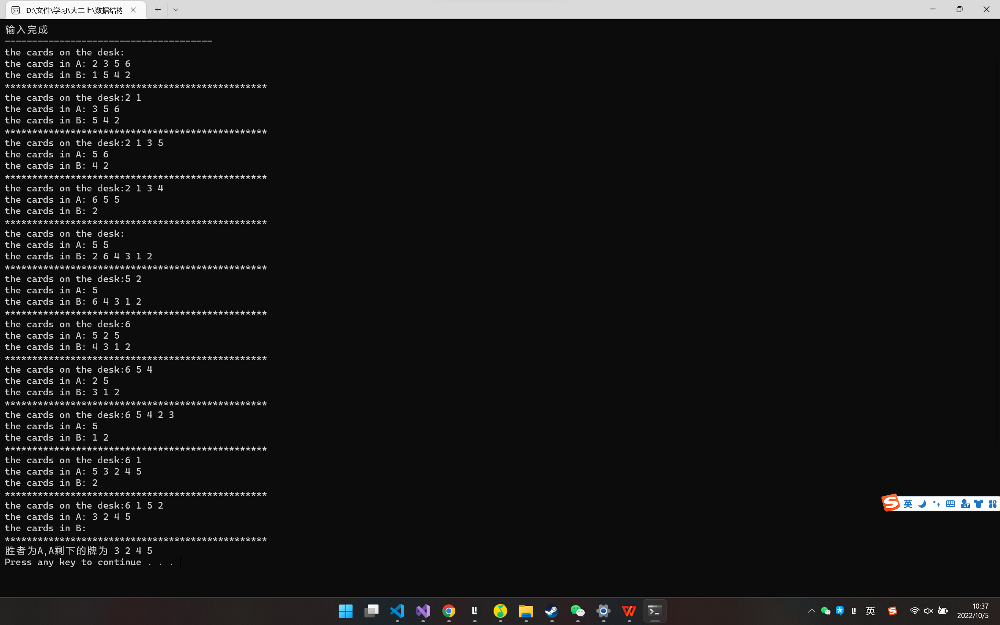 D:\文件\学习\大二上\数据结构
输入完成
--------------------------------------
the cards on the desk:
the cards in A: 2 3 5 6
the cards in B: 1 5 4 2
************************************************
the cards on the desk:2 1
the cards in A: 3 5 6
the cards in B: 5 4 2
************************************************
the cards on the desk:2 1 3 5
the cards in A: 5 6
the cards in B: 4 2
************************************************
the cards on the desk:2 1 3 4
the cards in A: 6 5 5
the cards in B: 2
************************************************
the cards on the desk:
the cards in A: 5 5
the cards in B: 2 6 4 3 1 2
************************************************
the cards on the desk:5 2
the cards in A: 5
the cards in B: 6 4 3 1 2
************************************************
the cards on the desk:6
the cards in A: 5 2 5
the cards in B: 4 3 1 2
************************************************
the cards on the desk:6 5 4
the cards in A: 2 5
the cards in B: 3 1 2
************************************************
the cards on the desk:6 5 4 2 3
the cards in A: 5
the cards in B: 1 2
************************************************
the cards on the desk:6 1
the cards in A: 5 3 2 4 5
the cards in B: 2
************************************************
the cards on the desk:6 1 5 2
the cards in A: 3 2 4 5
the cards in B:
************************************************
胜者为A,A剩下的牌为 3 2 4 5
Press any key to continue . . .
英
英
10:37
2022/10/5